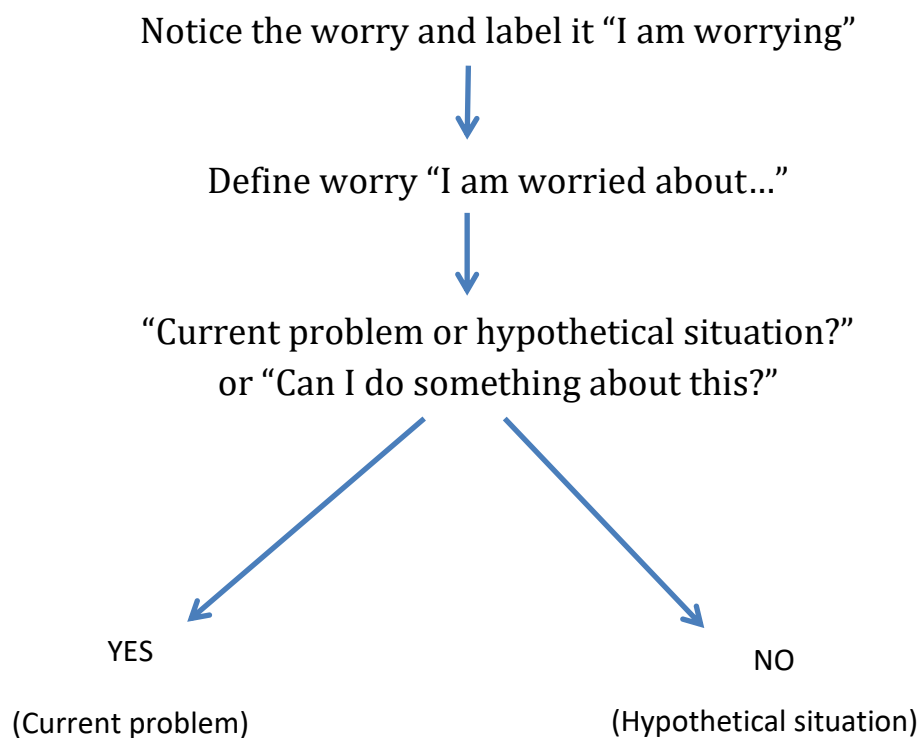 Notice the worry and label it “I am worrying”
Define worry “I am worried about…”
“Current problem or hypothetical situation?”
or “Can I do something about this?”
YES
NO
(Current problem)
(Hypothetical situation)